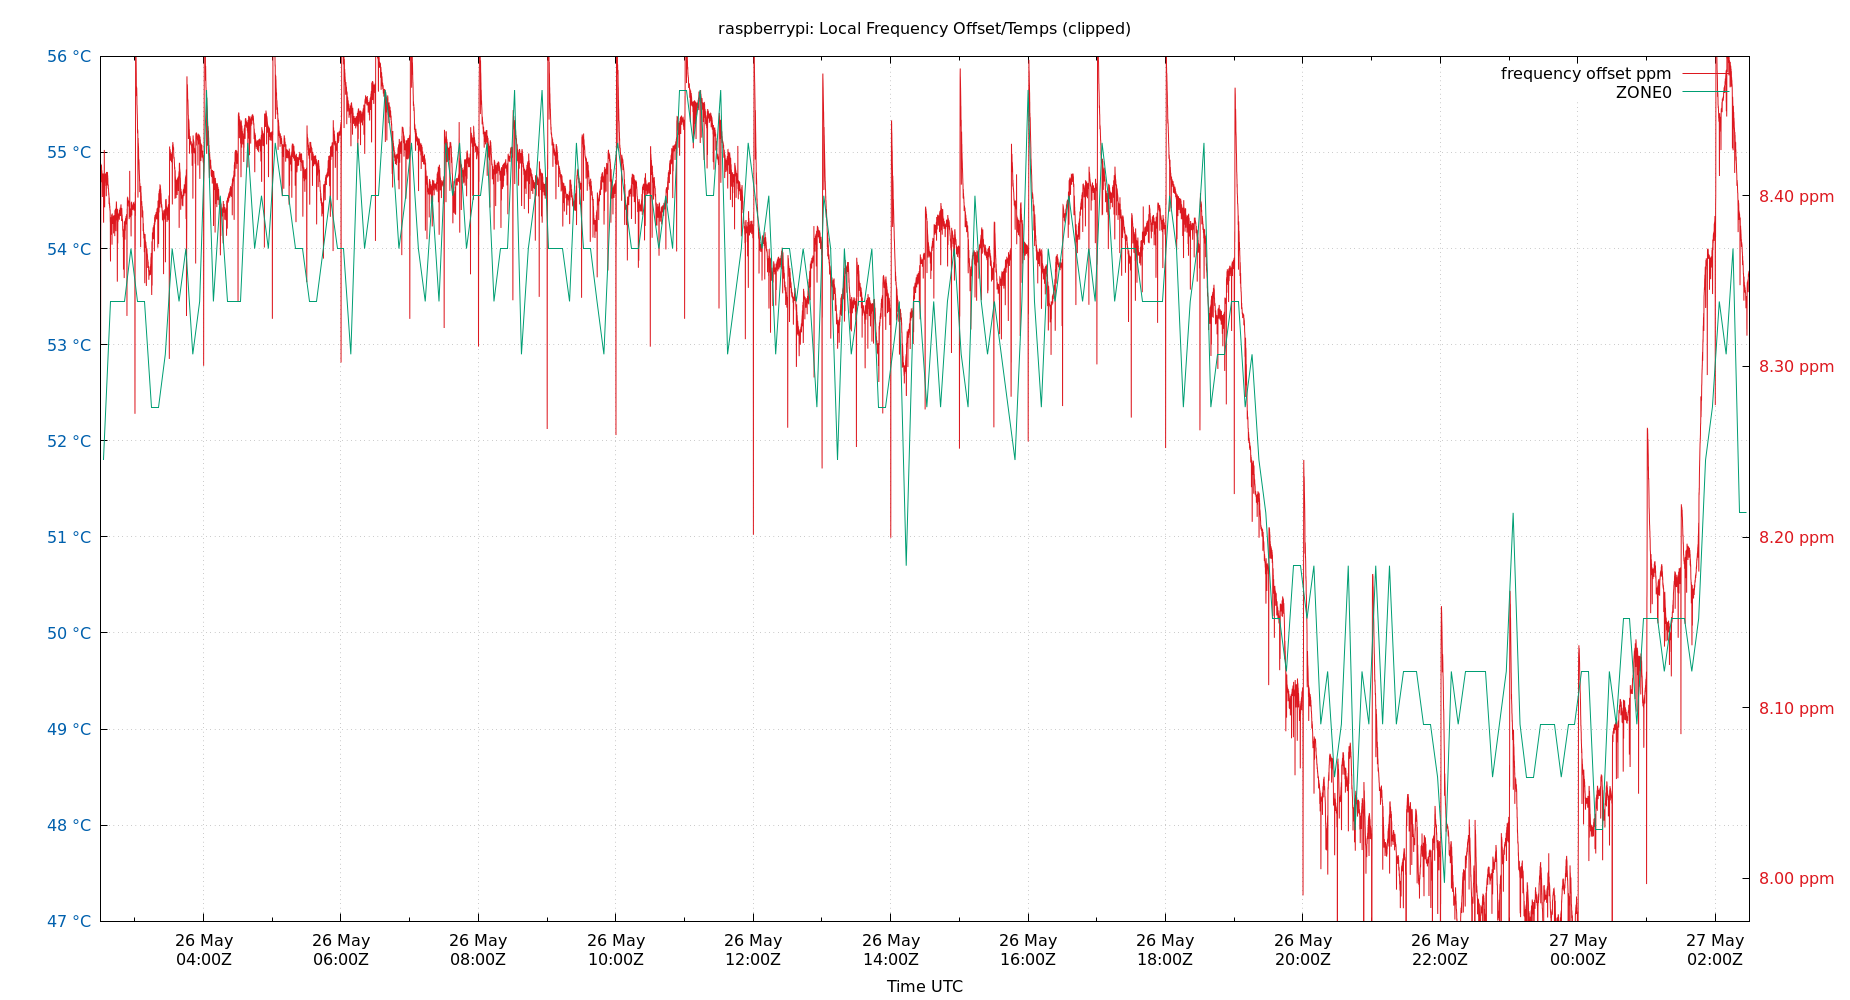 raspberrypi: Local Frequency Offset/Temps (clipped)
frequency offset ppm
ZONE0
56 °C
55 °C
54 °C
53 °C
52 °C
51 °C
50 °C
49 °C
48 °C
47 °C
8.40 ppm
8.30 ppm
8.20 ppm
8.10 ppm
8.00 ppm
26 May 26 May 26 May 26 May 26 May 26 May 26 May 26 May 26 May 26 May 27 May 27 May
04:00Z 06:00Z 08:00Z 10:00Z 12:00Z 14:00Z 16:00Z 18:00Z 20:00Z 22:00Z 00:00Z 02:00Z
Time UTC